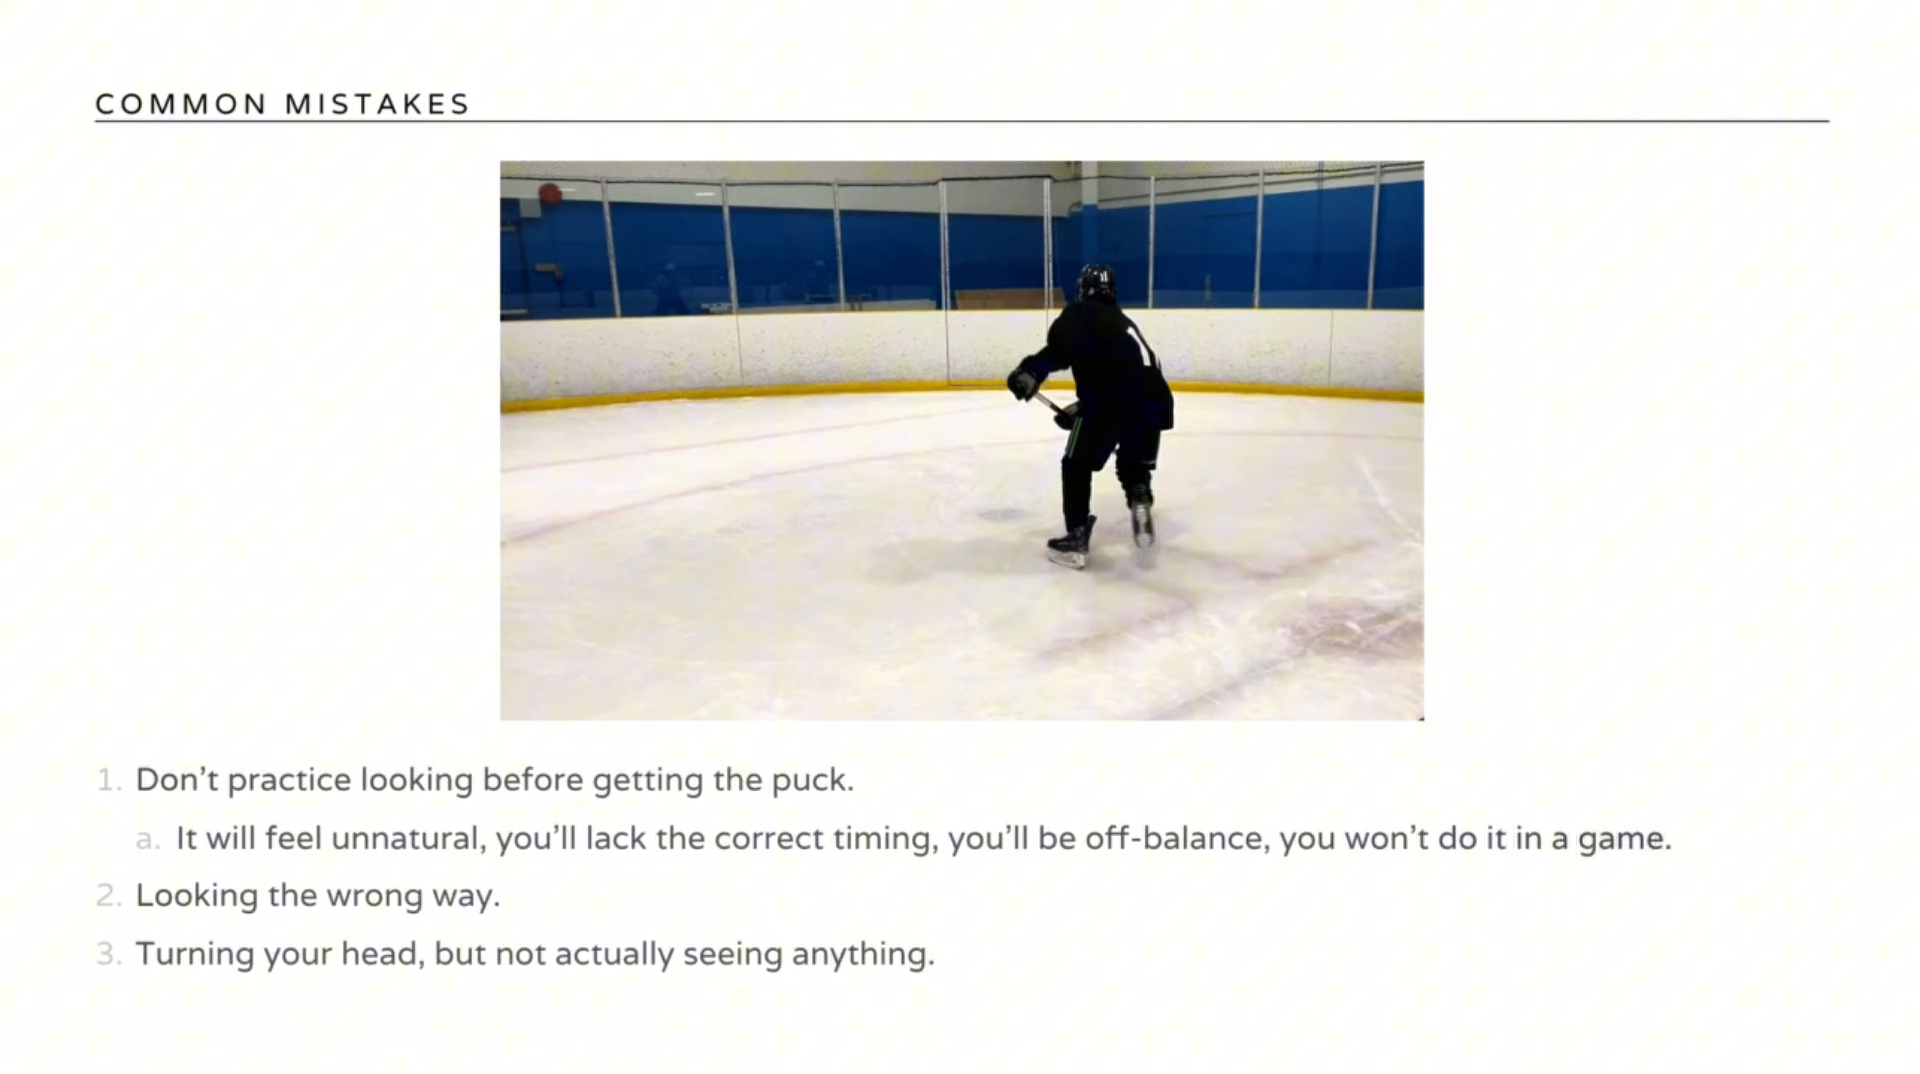 COMMON MISTAKES
1. Don't practice looking before getting the puck.
a. It will feel unnatural, you'll lack the correct timing, you'll be off-balance, you won't do it in a game.
2. Looking the wrong way.
3. Turning your head, but not actually seeing anything.